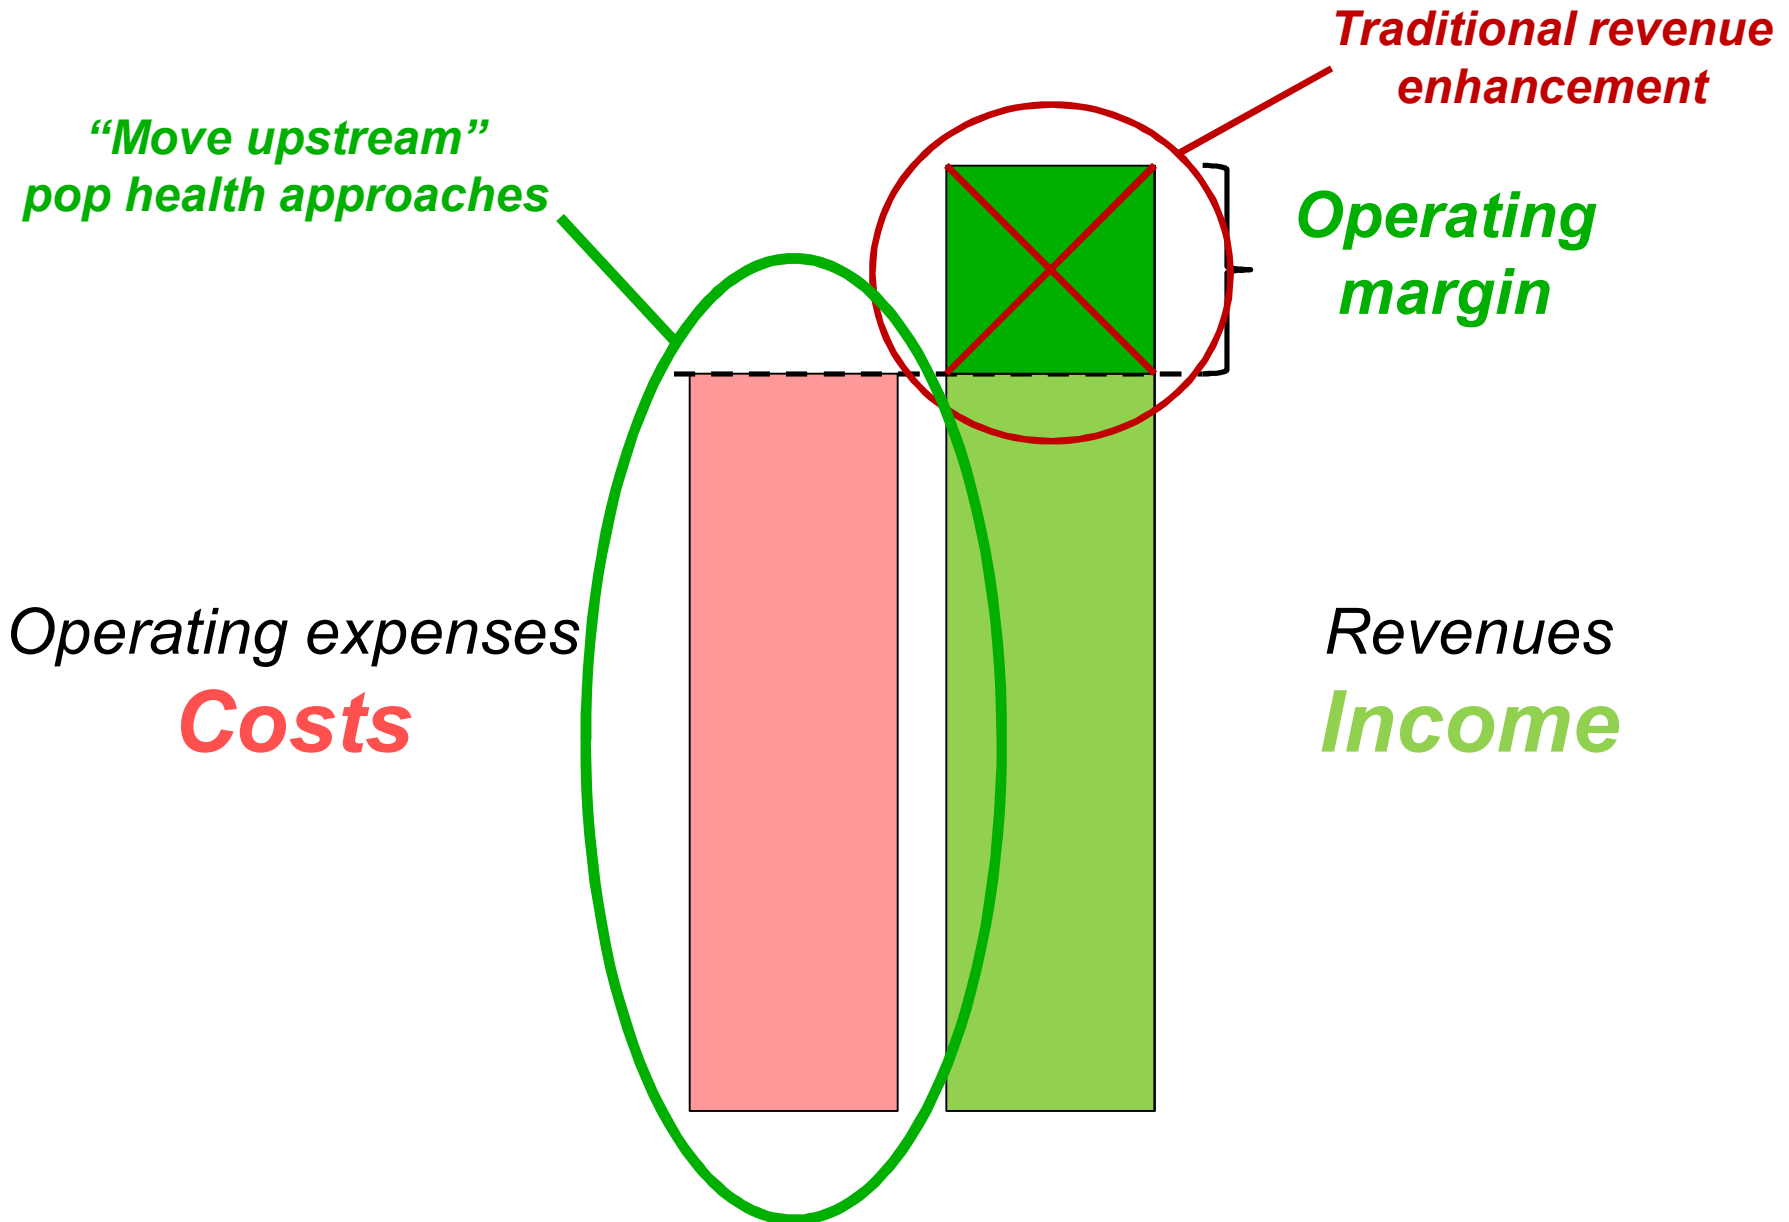 Traditional revenue
enhancement
“Move upstream”
pop health approaches
Operating
margin
Operating expenses
Costs
Revenues
Income